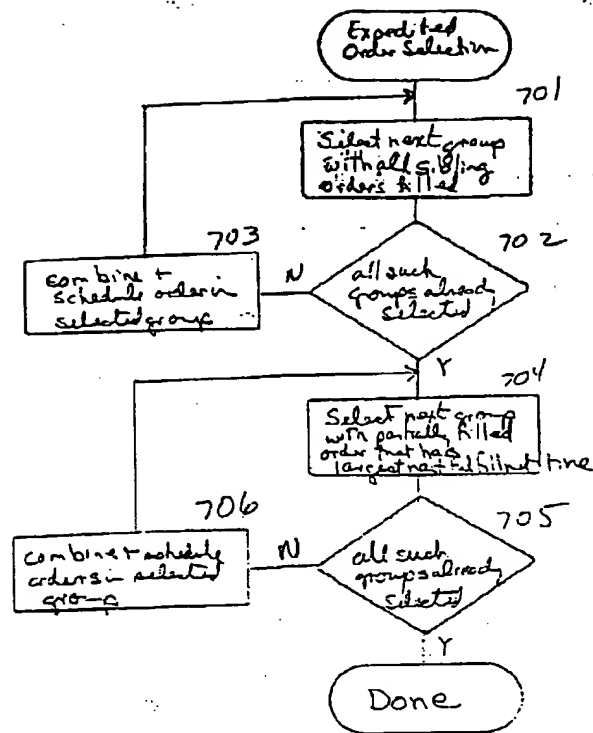 Expedited
Order Selection
701
Select next group
with all sibling
orders filled
703
combine +
schedule order in
selected group
N
702
all such
groups already
selected
Y
704
Select next group
with partially filled
order that has
largest next fulfillment time
706
combine + schedule
orders in selected
group
N
705
all such
groups already
selected
Y
Done